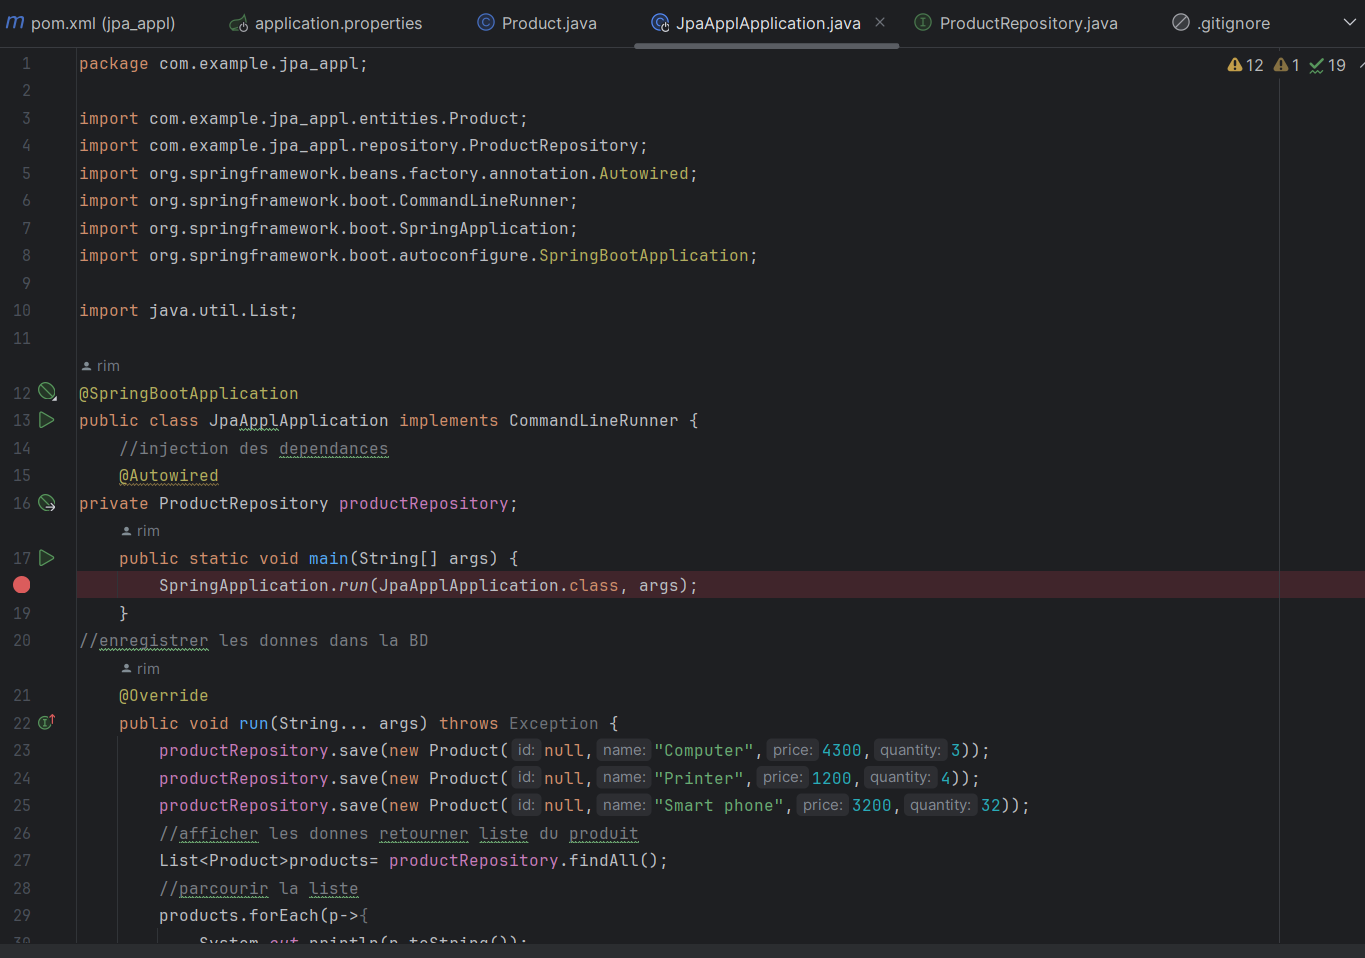 pom.xml (jpa_appl) application.properties Product.java JpaApplApplication.java ProductRepository.java .gitignore
12 1 19
1 package com.example.jpa_appl;
2
3 import com.example.jpa_appl.entities.Product;
4 import com.example.jpa_appl.repository.ProductRepository;
5 import org.springframework.beans.factory.annotation.Autowired;
6 import org.springframework.boot.CommandLineRunner;
7 import org.springframework.boot.SpringApplication;
8 import org.springframework.boot.autoconfigure.SpringBootApplication;
9
10 import java.util.List;
11
rim
12 @SpringBootApplication
13 public class JpaApplApplication implements CommandLineRunner {
14 //injection des dependances
15 @Autowired
16 private ProductRepository productRepository;
rim
17 public static void main(String[] args) {
SpringApplication.run(JpaApplApplication.class, args);
19 }
20 //enregistrer les donnes dans la BD
rim
21 @Override
22 public void run(String... args) throws Exception {
23 productRepository.save(new Product( id: null, name: "Computer", price: 4300, quantity: 3));
24 productRepository.save(new Product( id: null, name: "Printer", price: 1200, quantity: 4));
25 productRepository.save(new Product( id: null, name: "Smart phone", price: 3200, quantity: 32));
26 //afficher les donnes retourner liste du produit
27 List<Product>products= productRepository.findAll();
28 //parcourir la liste
29 products.forEach(p->{
30 System.out.println(p.toString());